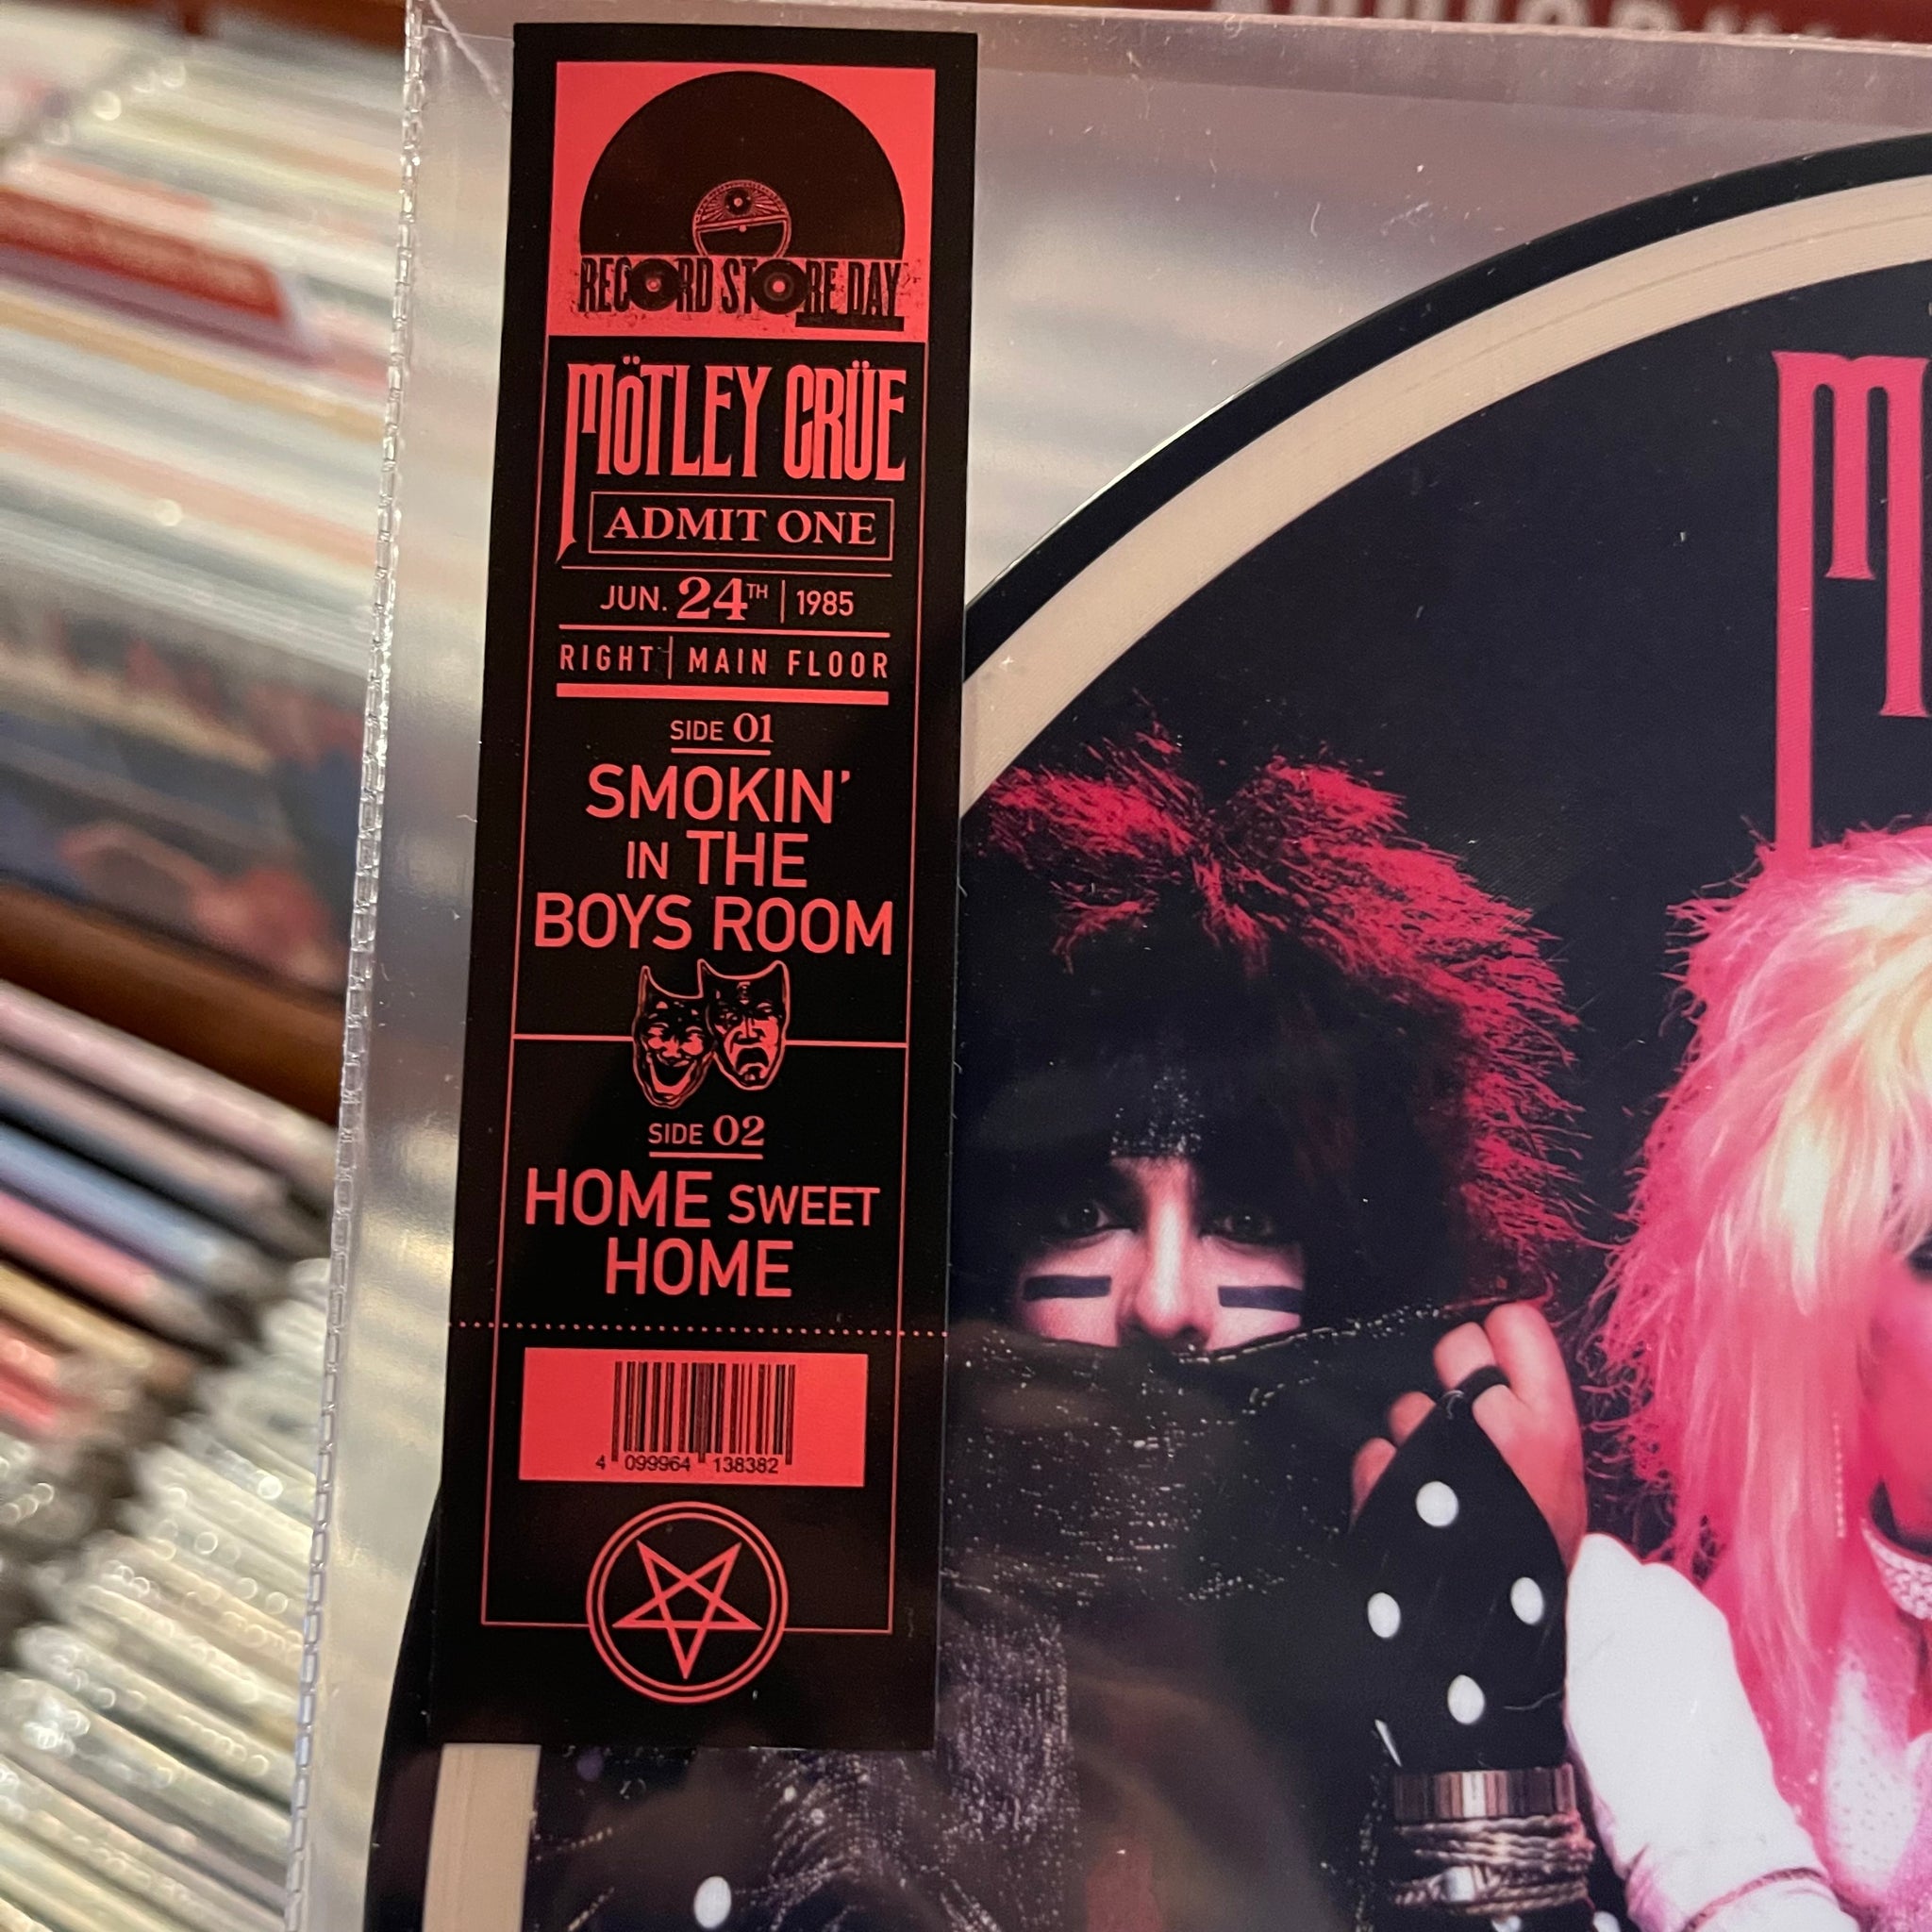 RECORD STORE DAY
MÖTLEY CRÜE
ADMIT ONE
JUN. 24TH | 1985
RIGHT | MAIN FLOOR
SIDE 01
SMOKIN'
IN THE
BOYS ROOM
SIDE 02
HOME SWEET
HOME
4 099964 138382
M